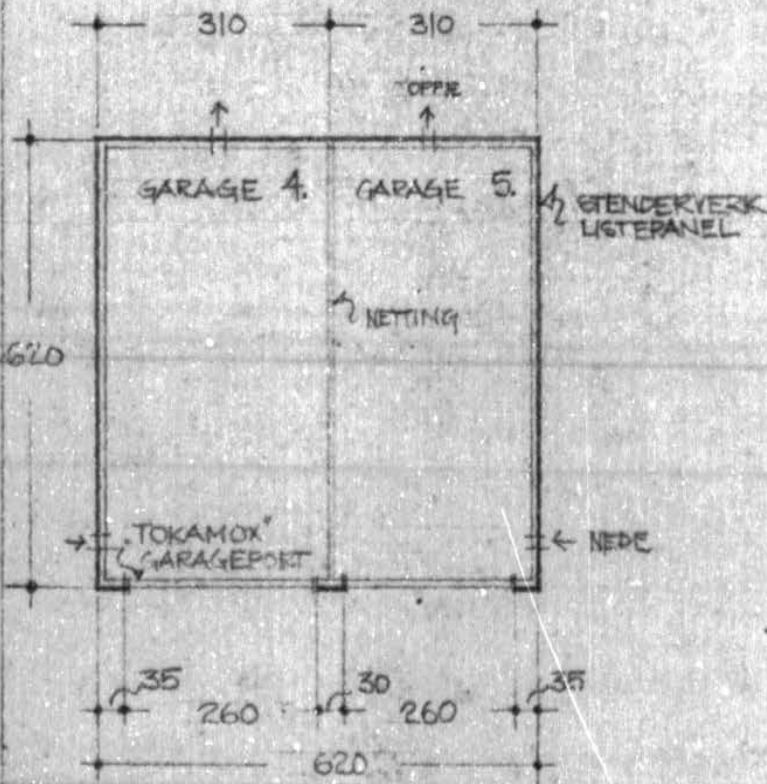 310
310
OPPE
GARAGE 4.
GARAGE 5.
STENDERVERK
LISTEPANEL
NETTING
620
„TOKAMOX"
GARAGEPORT
NEDE
35
30
35
260
260
620